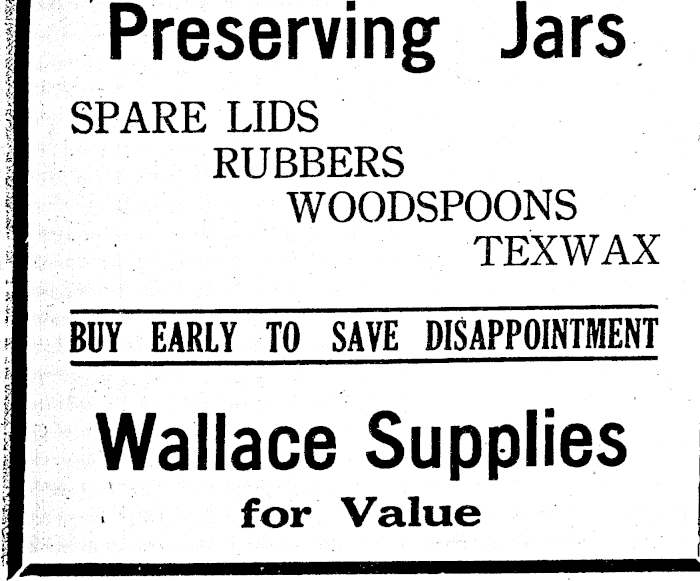 Preserving Jars
SPARE LIDS
RUBBERS
WOODSPOONS
TEXWAX
BUY EARLY TO SAVE DISAPPOINTMENT
Wallace Supplies
for Value